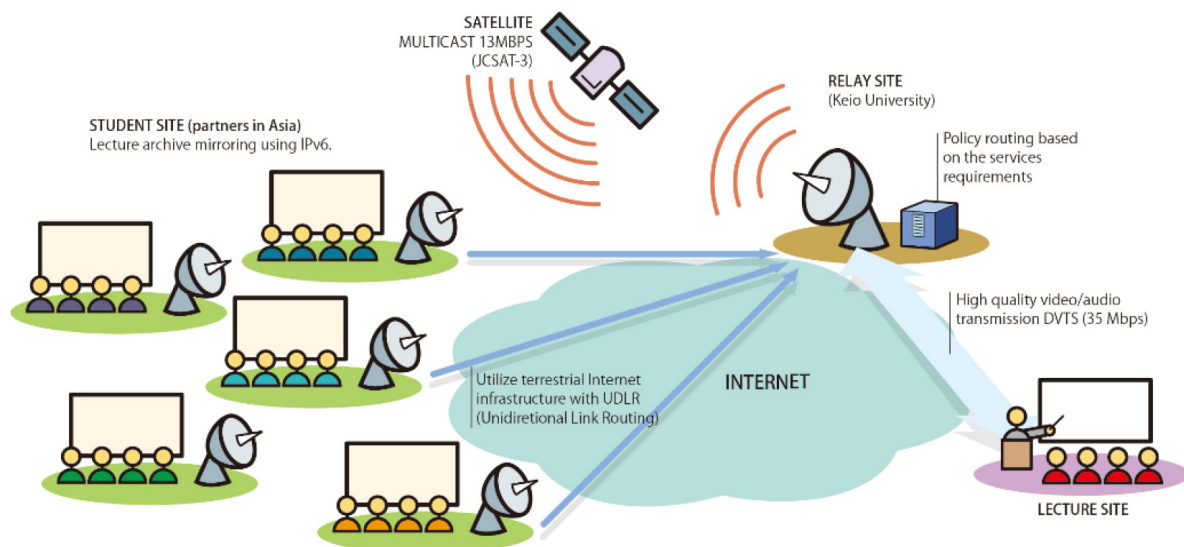 SATELLITE
MULTICAST 13MBPS
(JCSAT-3)
RELAY SITE
(Keio University)
STUDENT SITE (partners in Asia)
Lecture archive mirroring using IPv6.
Policy routing based
on the services
requirements
High quality video/audio
transmission DVTS (35 Mbps)
Utilize terrestrial Internet
infrastructure with UDLR
(Unidiretional Link Routing)
INTERNET
LECTURE SITE